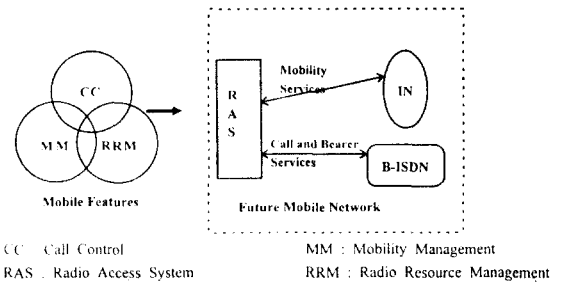 CC
MM
RRM
Mobile Features
R
A
S
Mobility
Services
IN
Call and Bearer
Services
B-ISDN
Future Mobile Network
CC : Call Control
MM : Mobility Management
RAS : Radio Access System
RRM : Radio Resource Management